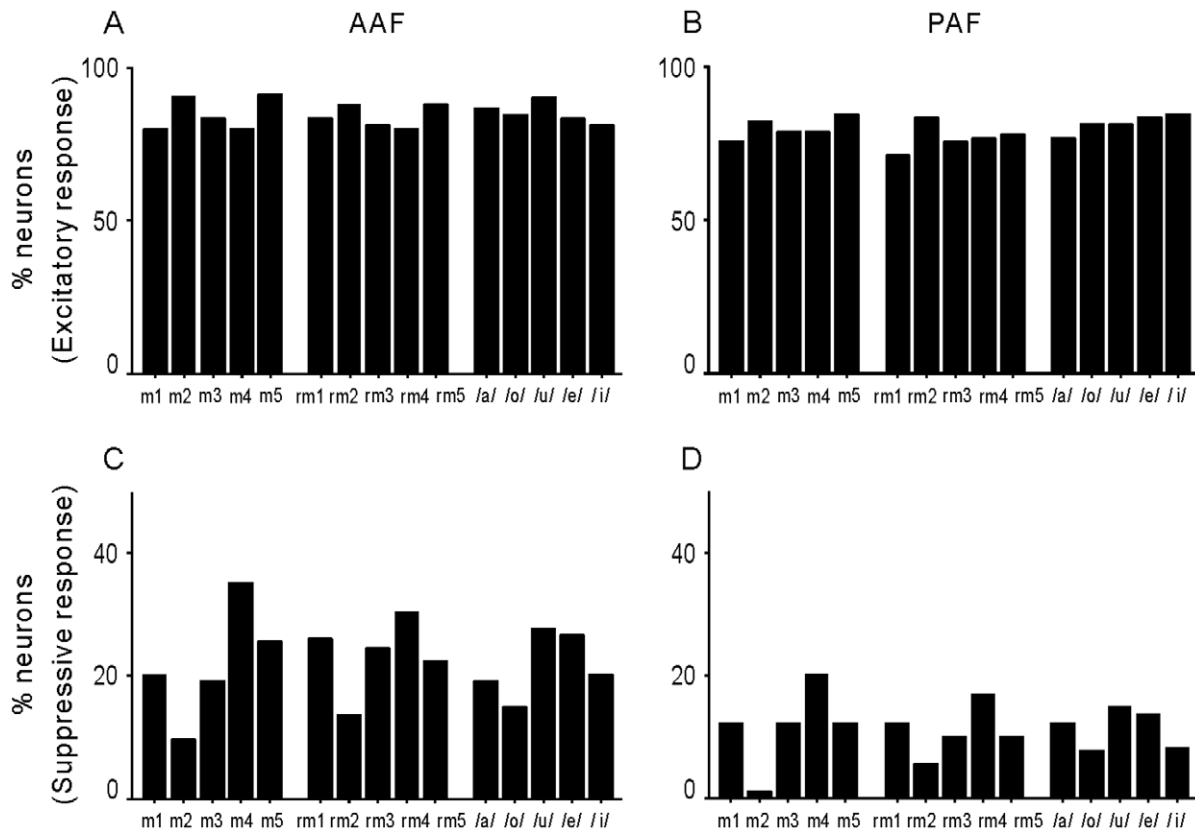 A AAF
B PAF
% neurons
(Excitatory response)
100
50
0
m1 m2 m3 m4 m5 rm1 rm2 rm3 rm4 rm5 /a/ /o/ /u/ /e/ /i/
100
50
0
m1 m2 m3 m4 m5 rm1 rm2 rm3 rm4 rm5 /a/ /o/ /u/ /e/ /i/
C
D
% neurons
(Suppressive response)
40
20
0
m1 m2 m3 m4 m5 rm1 rm2 rm3 rm4 rm5 /a/ /o/ /u/ /e/ /i/
40
20
0
m1 m2 m3 m4 m5 rm1 rm2 rm3 rm4 rm5 /a/ /o/ /u/ /e/ /i/